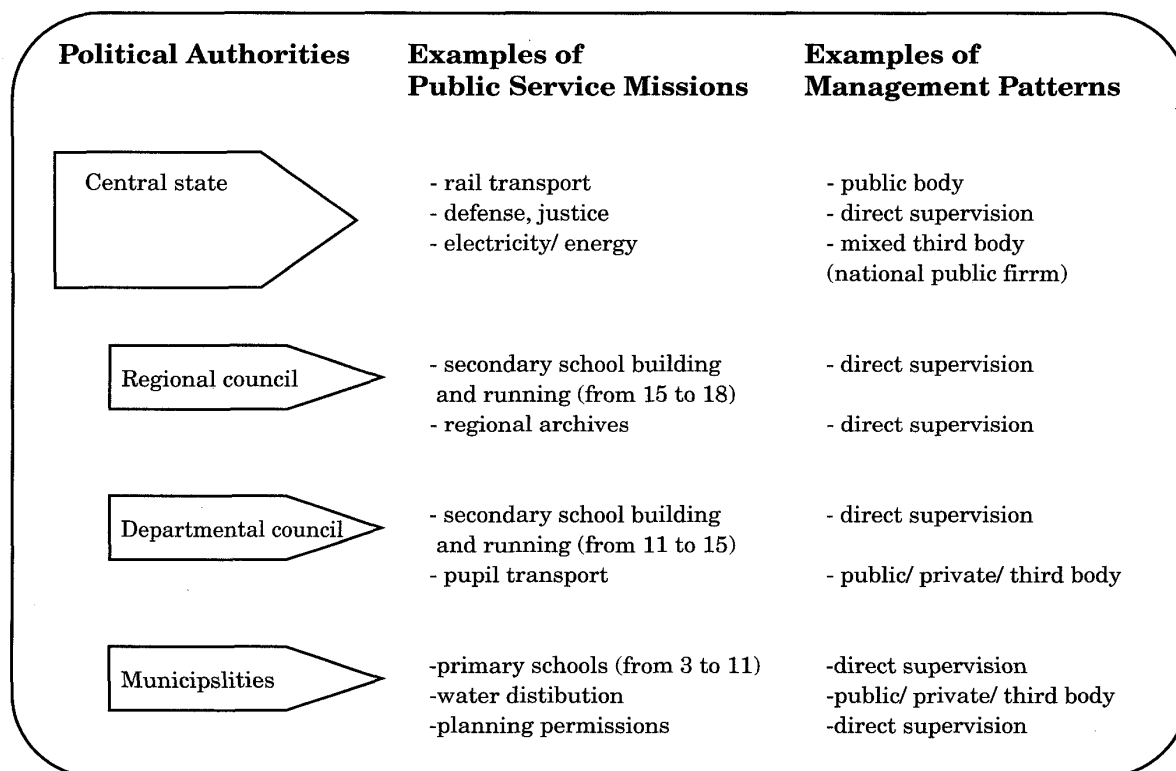 Political Authorities Examples of Examples of
Public Service Missions Management Patterns
Central state - rail transport - public body
- defense, justice - direct supervision
- electricity/ energy - mixed third body
(national public firrm)
- secondary school building - direct supervision
Regional council and running (from 15 to 18)
- regional archives - direct supervision
- secondary school building - direct supervision
Departmental council and running (from 11 to 15)
- pupil transport - public/ private/ third body
-primary schools (from 3 to 11) -direct supervision
Municipslities -water distibution -public/ private/ third body
-planning permissions -direct supervision